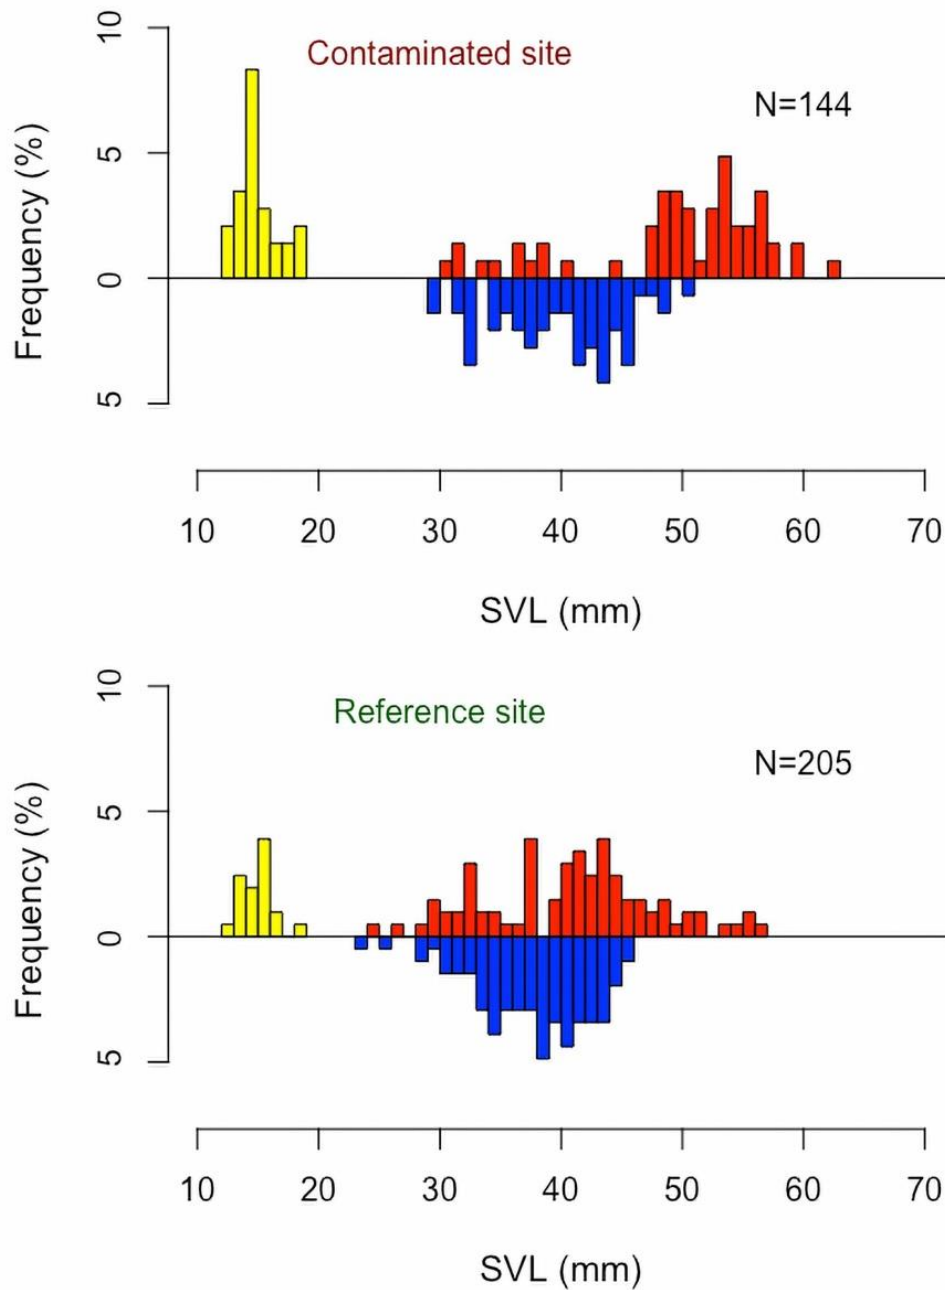 Contaminated site
N=144
Frequency (%)
10
5
0
5
10 20 30 40 50 60 70
SVL (mm)
Reference site
N=205
Frequency (%)
10
5
0
5
10 20 30 40 50 60 70
SVL (mm)